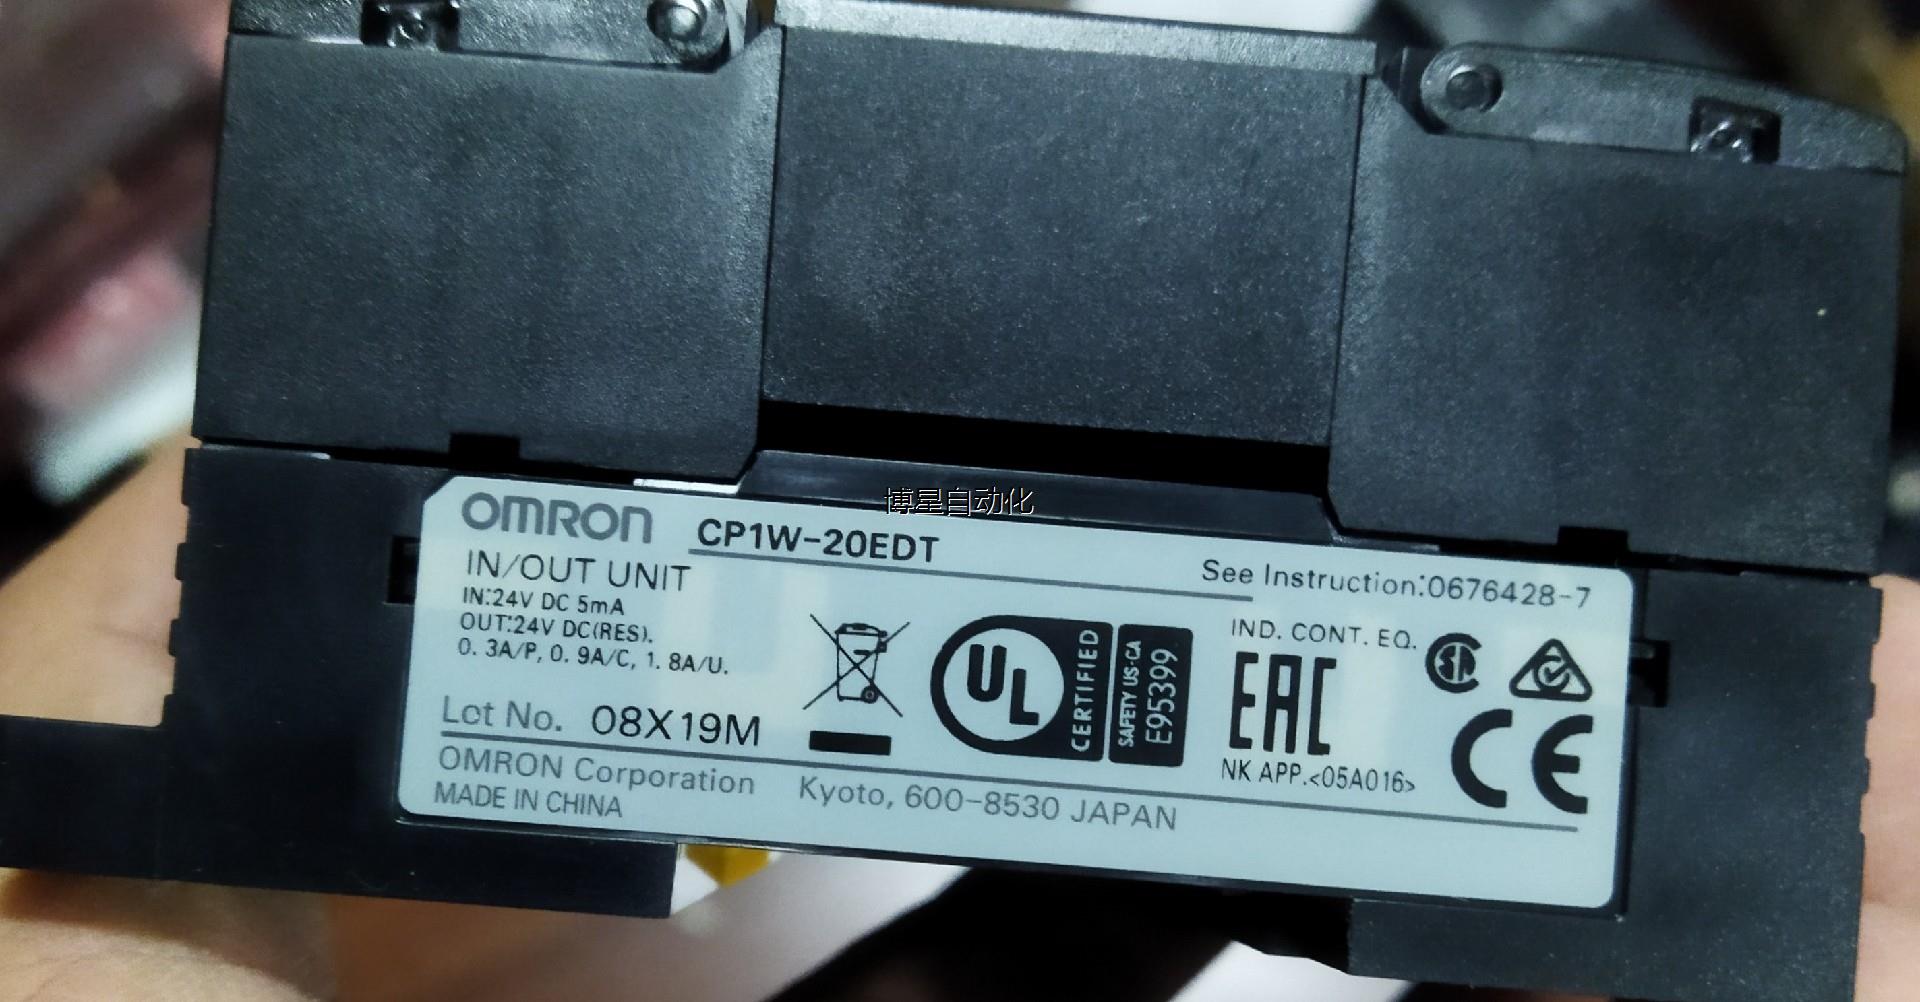 博星自动化
OMRON CP1W-20EDT
IN/OUT UNIT
See Instruction:0676428-7
IN:24V DC 5mA
OUT:24V DC(RES).
0. 3A/P, 0. 9A/C, 1. 8A/U.
Lot No. 08X19M
UL
CERTIFIED
SAFETY US-CA
E95399
IND. CONT. EQ.
EAC
CE
NK APP.<05A016>
OMRON Corporation Kyoto, 600-8530 JAPAN
MADE IN CHINA